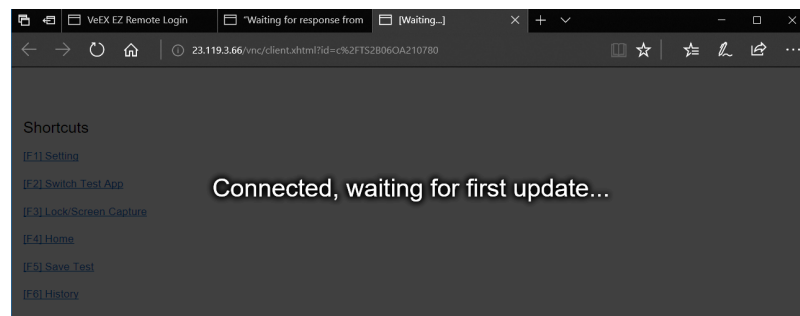 VeEX EZ Remote Login
"Waiting for response from
[Waiting...]
23.119.3.66/vnc/client.xhtml?id=c%2FTS2B06OA210780
Shortcuts
[F1] Setting
[F2] Switch Test App
Connected, waiting for first update...
[F3] Lock/Screen Capture
[F4] Home
[F5] Save Test
[F6] History